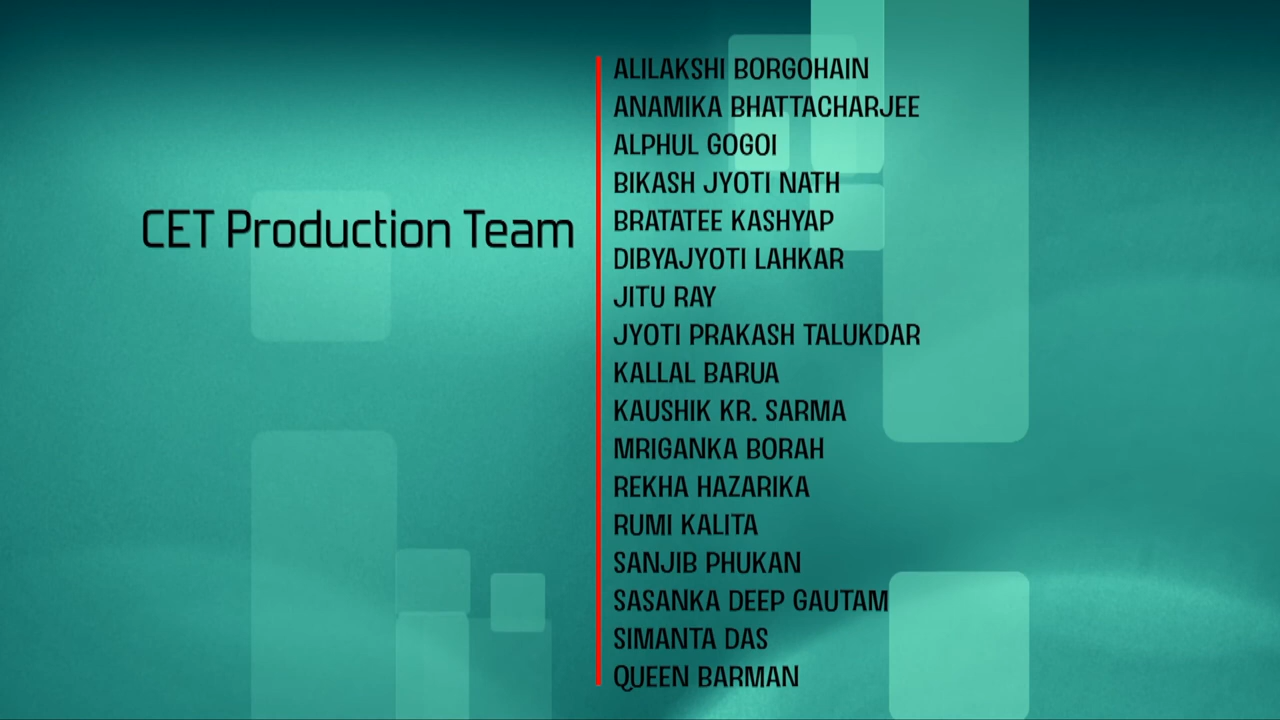 CET Production Team
ALILAKSHI BORGOHAIN
ANAMIKA BHATTACHARJEE
ALPHUL GOGOI
BIKASH JYOTI NATH
BRATATEE KASHYAP
DIBYAJYOTI LAHKAR
JITU RAY
JYOTI PRAKASH TALUKDAR
KALLAL BARUA
KAUSHIK KR. SARMA
MRIGANKA BORAH
REKHA HAZARIKA
RUMI KALITA
SANJIB PHUKAN
SASANKA DEEP GAUTAM
SIMANTA DAS
QUEEN BARMAN